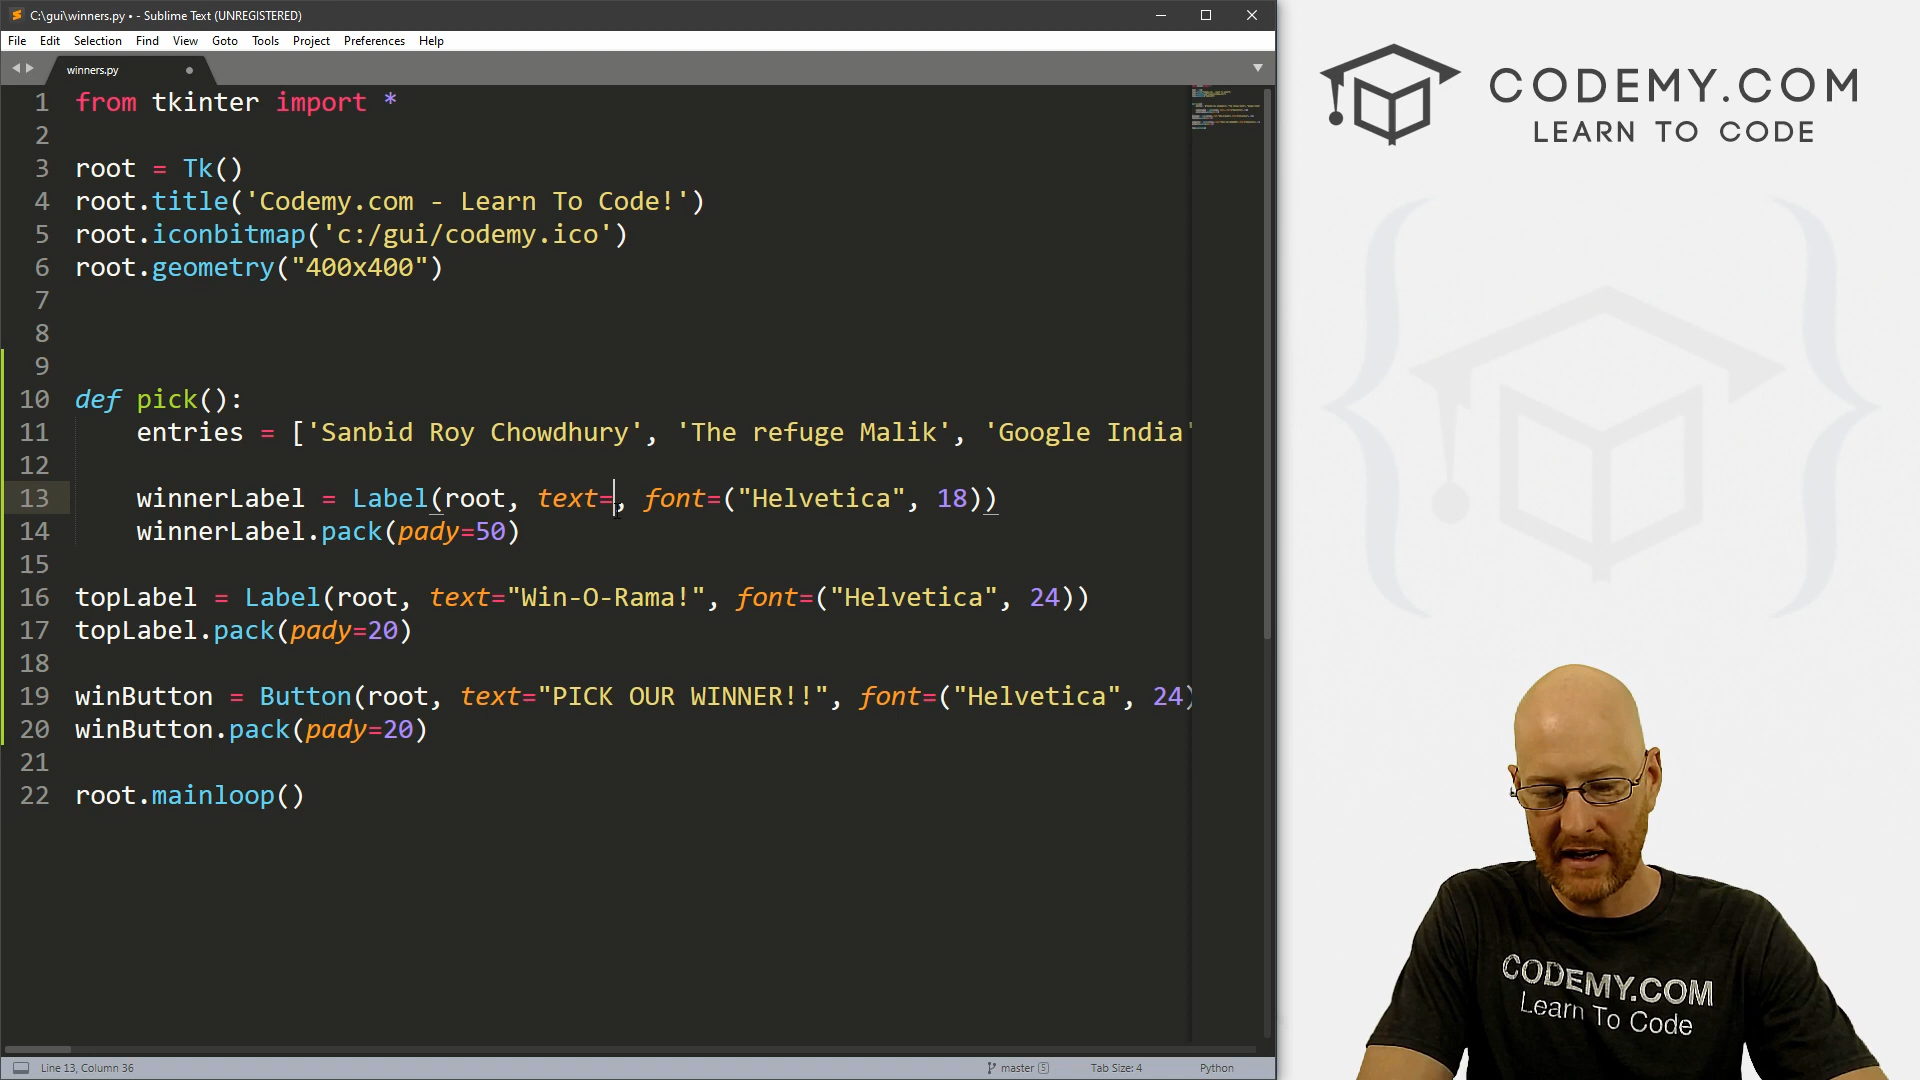 C:\gui\winners.py • - Sublime Text (UNREGISTERED)
File Edit Selection Find View Goto Tools Project Preferences Help
winners.py
1 from tkinter import *
2
3 root = Tk()
4 root.title('Codemy.com - Learn To Code!')
5 root.iconbitmap('c:/gui/codemy.ico')
6 root.geometry("400x400")
7
8
9
10 def pick():
11 entries = ['Sanbid Roy Chowdhury', 'The refuge Malik', 'Google India'
12
13 winnerLabel = Label(root, text=, font=("Helvetica", 18))
14 winnerLabel.pack(pady=50)
15
16 topLabel = Label(root, text="Win-O-Rama!", font=("Helvetica", 24))
17 topLabel.pack(pady=20)
18
19 winButton = Button(root, text="PICK OUR WINNER!!", font=("Helvetica", 24)
20 winButton.pack(pady=20)
21
22 root.mainloop()
Line 13, Column 36
master 5
Tab Size: 4
Python
CODEMY.COM
LEARN TO CODE
CODEMY.COM
Learn To Code